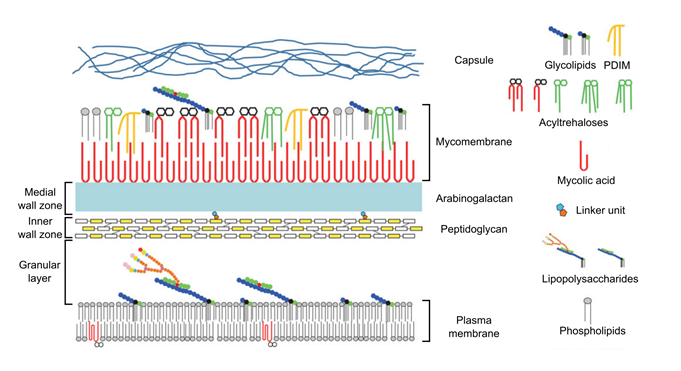 Capsule
Glycolipids PDIM
Acyltrehaloses
Mycomembrane
Mycolic acid
Medial
wall zone
Arabinogalactan
Linker unit
Inner
wall zone
Peptidoglycan
Granular
layer
Lipopolysaccharides
Plasma
membrane
Phospholipids